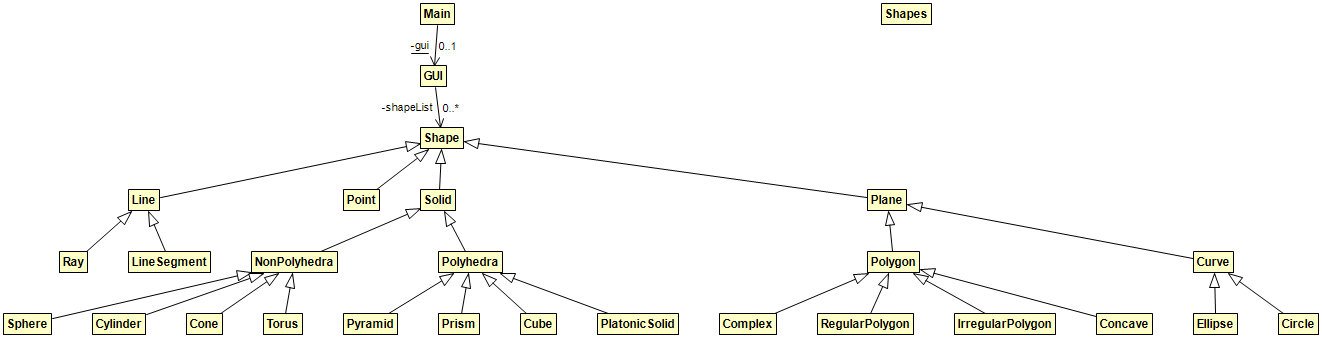 Main Shapes
-gui 0..1
GUI
-shapeList 0..*
Shape
Line Point Solid Plane
Ray LineSegment NonPolyhedra Polyhedra Polygon Curve
Sphere Cylinder Cone Torus Pyramid Prism Cube PlatonicSolid Complex RegularPolygon IrregularPolygon Concave Ellipse Circle